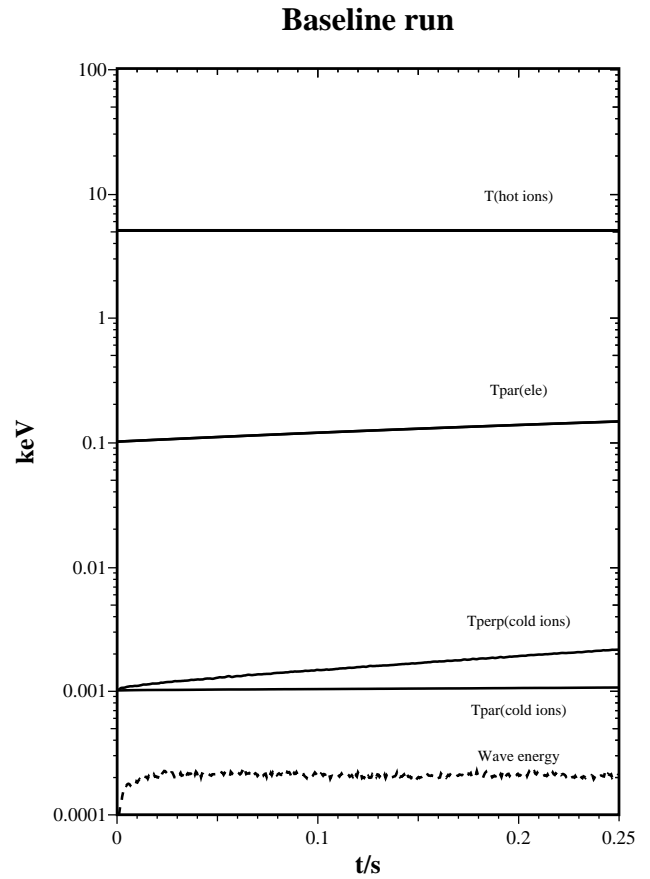 Baseline run
100
10
1
0.1
0.01
0.001
0.0001
keV
T(hot ions)
Tpar(ele)
Tperp(cold ions)
Tpar(cold ions)
Wave energy
0 0.1 0.2 0.25
t/s